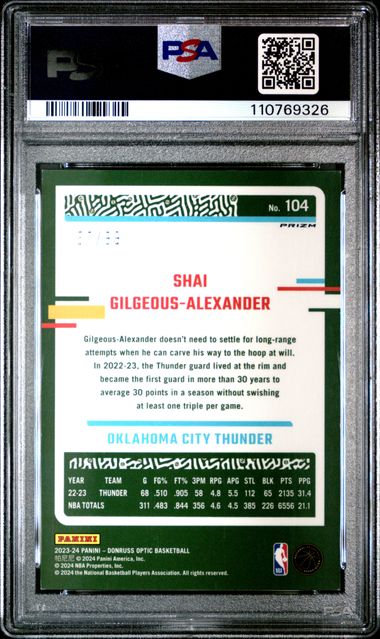 PSA
PSA
110769326
No. 104
PRIZM
SHAI
GILGEOUS-ALEXANDER
Gilgeous-Alexander doesn't need to settle for long-range
attempts when he can carve his way to the hoop at will.
In 2022-23, the Thunder guard lived at the rim and
became the first guard in more than 30 years to
average 30 points in a season without swishing
at least one triple per game.
OKLAHOMA CITY THUNDER
YEAR TEAM G FG% FT% 3PM RPG APG STL BLK PTS PPG
22-23 THUNDER 68 .510 .905 58 4.8 5.5 112 65 2135 31.4
NBA TOTALS 311 .483 .844 356 4.6 4.5 385 226 6556 21.1
PANINI
2023-24 PANINI – DONRUSS OPTIC BASKETBALL
帕尼尼 © 2024 Panini America, Inc.
© 2024 NBA Properties, Inc.
© 2024 the National Basketball Players Association. All rights reserved.
NBA